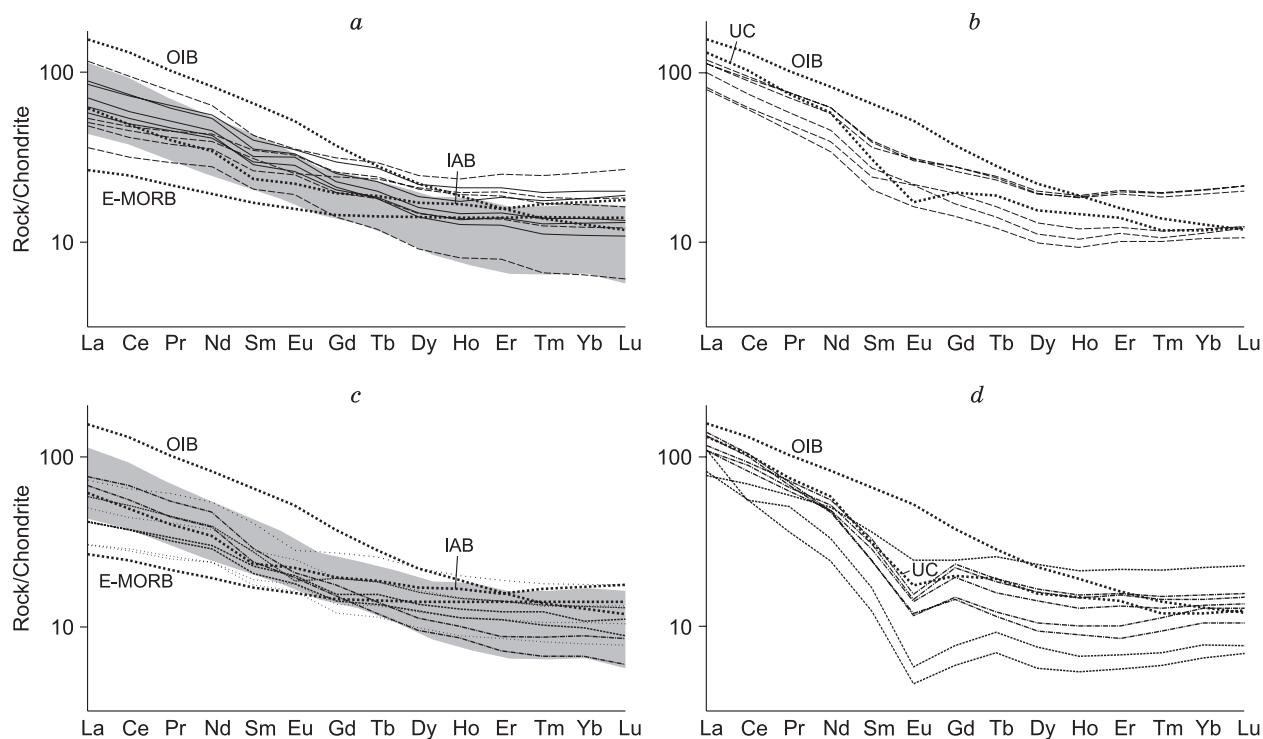 a
Rock/Chondrite
100
10
OIB
IAB
E-MORB
La Ce Pr Nd Sm Eu Gd Tb Dy Ho Er Tm Yb Lu
b
100
10
UC
OIB
La Ce Pr Nd Sm Eu Gd Tb Dy Ho Er Tm Yb Lu
c
Rock/Chondrite
100
10
OIB
IAB
E-MORB
La Ce Pr Nd Sm Eu Gd Tb Dy Ho Er Tm Yb Lu
d
100
10
OIB
UC
La Ce Pr Nd Sm Eu Gd Tb Dy Ho Er Tm Yb Lu